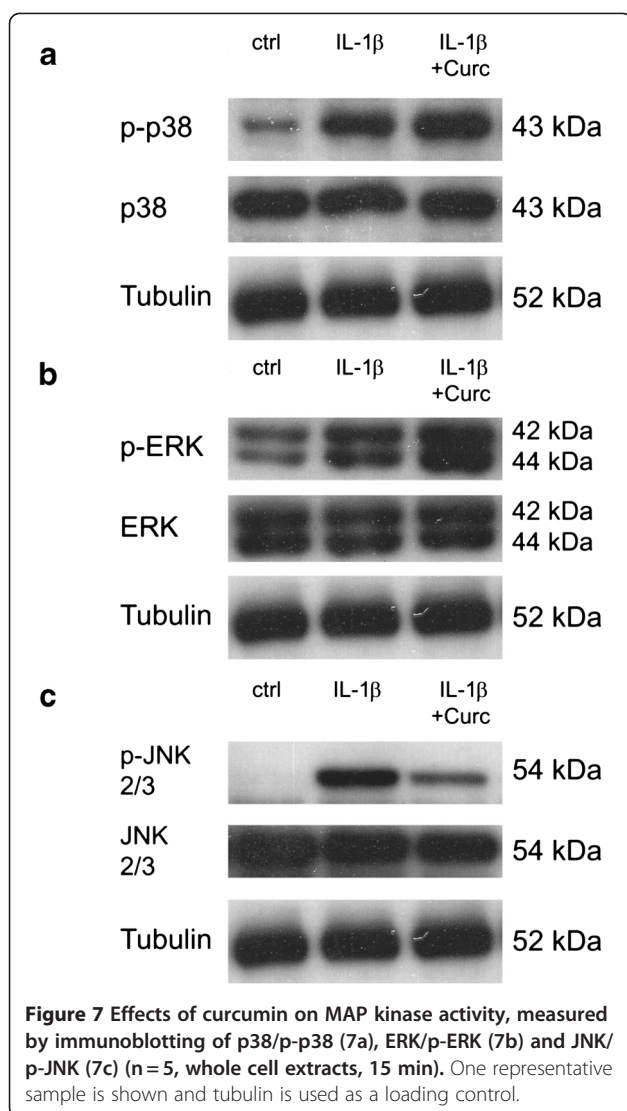 a
ctrl IL-1β IL-1β
+Curc
p-p38 43 kDa
p38 43 kDa
Tubulin 52 kDa
b
ctrl IL-1β IL-1β
+Curc
p-ERK 42 kDa
44 kDa
ERK 42 kDa
44 kDa
Tubulin 52 kDa
c
ctrl IL-1β IL-1β
+Curc
p-JNK
2/3 54 kDa
JNK
2/3 54 kDa
Tubulin 52 kDa
Figure 7 Effects of curcumin on MAP kinase activity, measured
by immunoblotting of p38/p-p38 (7a), ERK/p-ERK (7b) and JNK/
p-JNK (7c) (n = 5, whole cell extracts, 15 min). One representative
sample is shown and tubulin is used as a loading control.